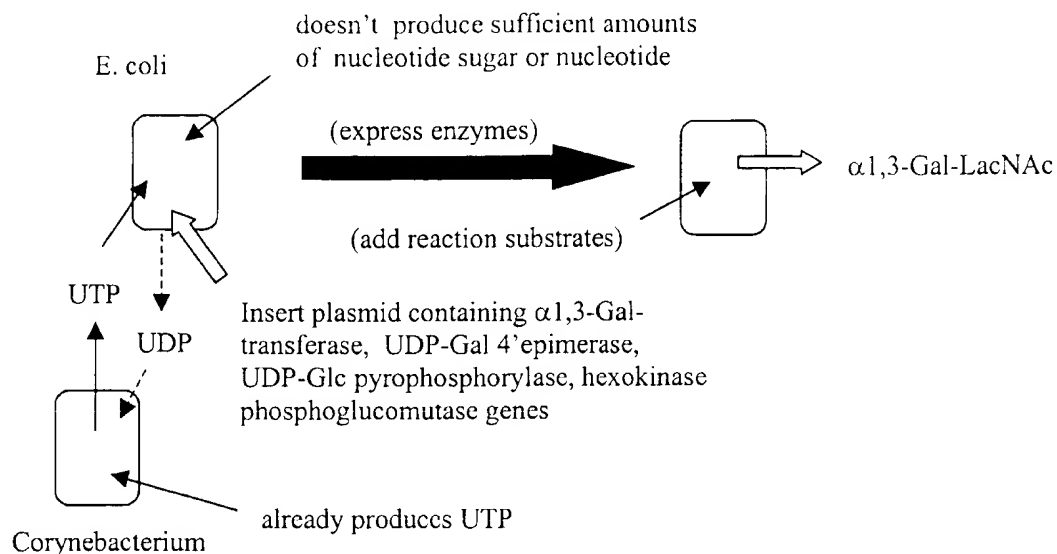 doesn't produce sufficient amounts
of nucleotide sugar or nucleotide
E. coli
(express enzymes)
α1,3-Gal-LacNAc
(add reaction substrates)
UTP
UDP
Insert plasmid containing α1,3-Gal-
transferase, UDP-Gal 4'epimerase,
UDP-Glc pyrophosphorylase, hexokinase
phosphoglucomutase genes
already produces UTP
Corynebacterium